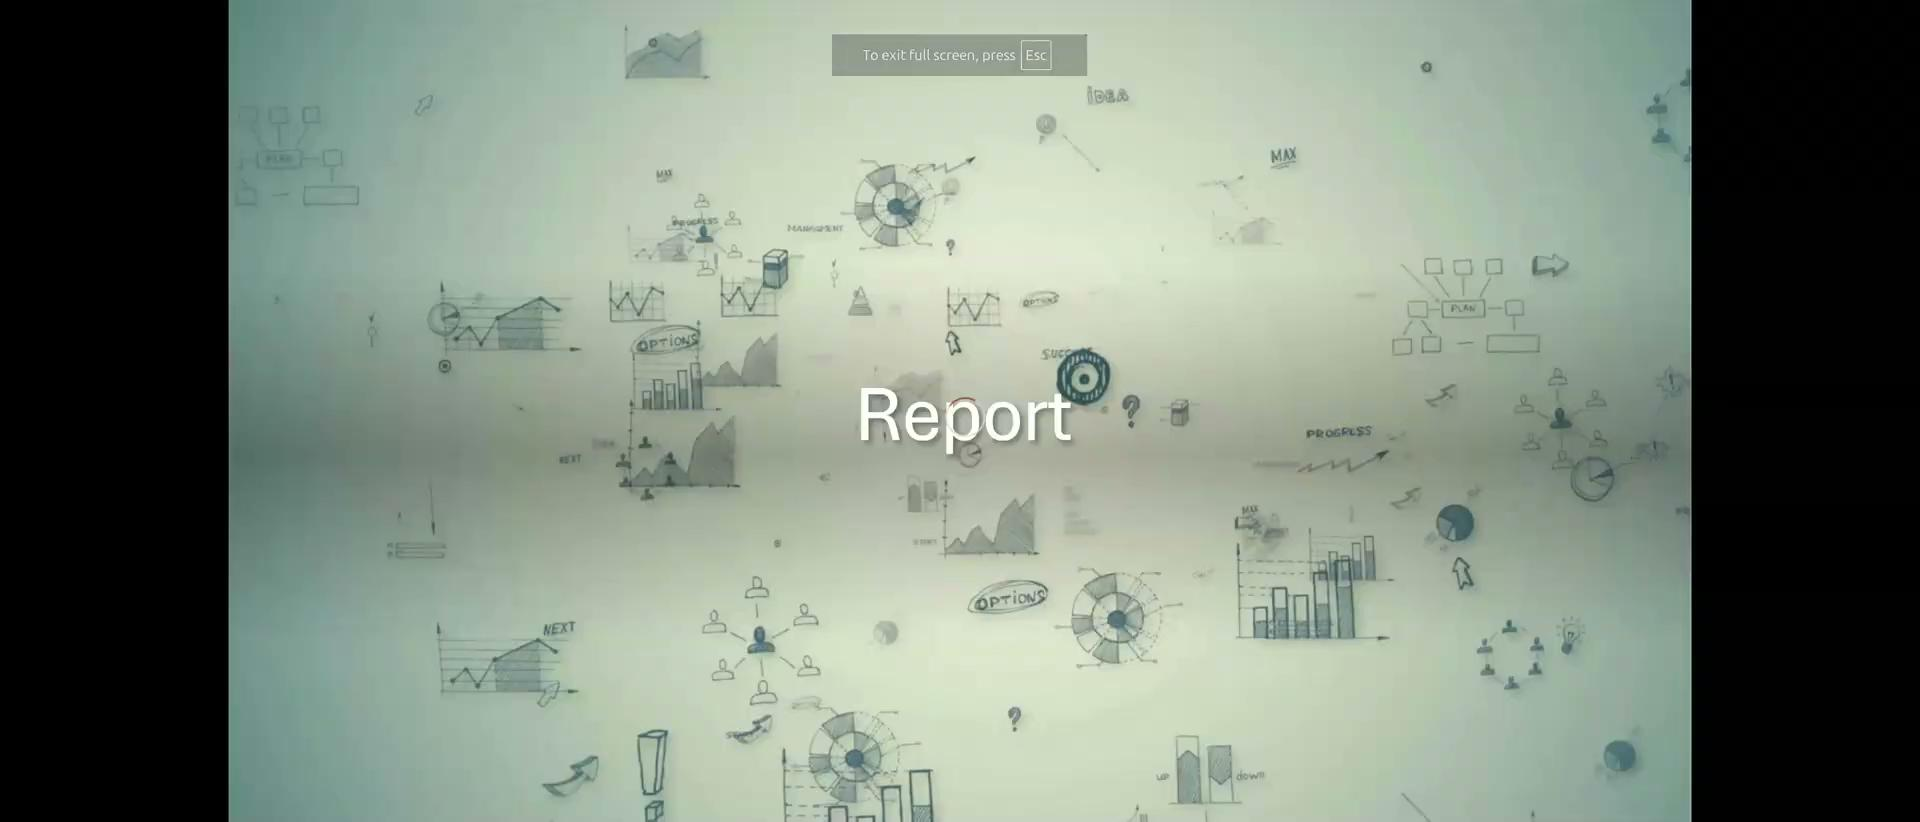 To exit full screen, press Esc
IDEA
MAX
MAX
PROGRESS
MANAGMENT
OPTIONS
PLAN
PLAN
OPTIONS
Report
PROGRESS
NEXT
MAX
OPTIONS
NEXT
up down